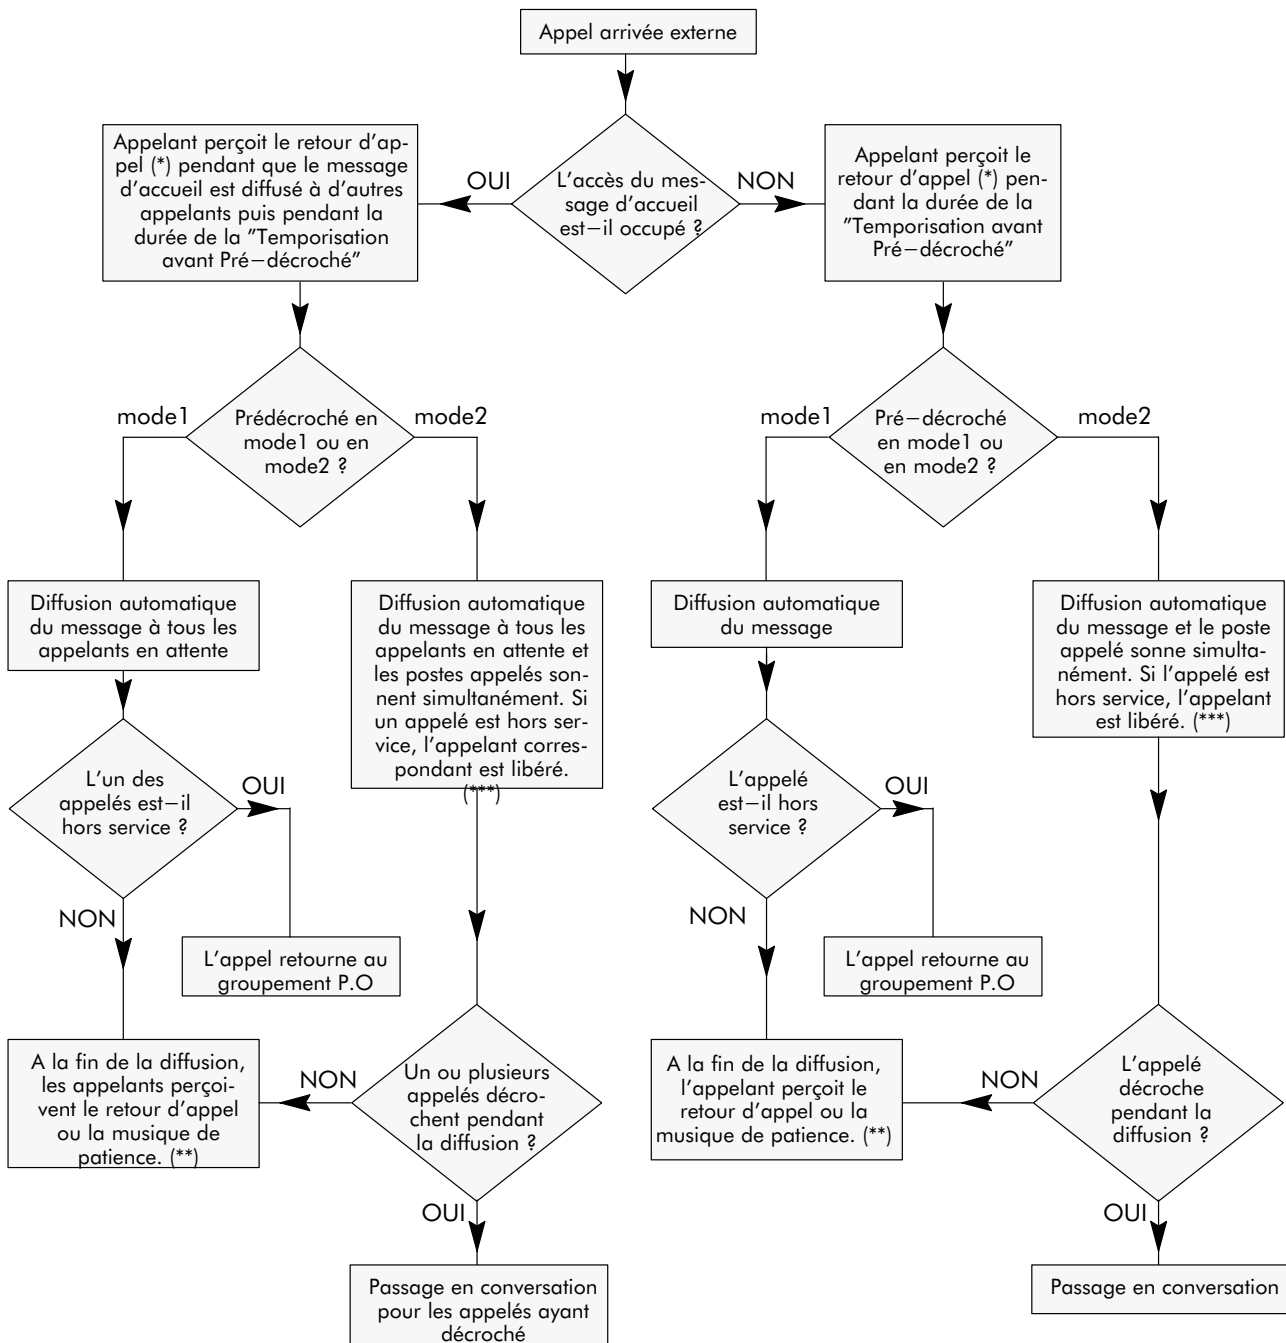 Appel arrivée externe
Appelant perçoit le retour d'ap-
pel (*) pendant que le message
d'accueil est diffusé à d'autres
appelants puis pendant la
durée de la "Temporisation
avant Pré-décroché"
OUI
L'accès du mes-
sage d'accueil
est-il occupé ?
NON
Appelant perçoit le
retour d'appel (*) pen-
dant la durée de la
"Temporisation avant
Pré-décroché"
mode1
Prédécroché en
mode1 ou en
mode2 ?
mode2
mode1
Pré-décroché
en mode1 ou
en mode2 ?
mode2
Diffusion automatique
du message à tous les
appelants en attente
Diffusion automatique
du message à tous les
appelants en attente et
les postes appelés son-
nent simultanément. Si
un appelé est hors ser-
vice, l'appelant corres-
pondant est libéré.
(***)
Diffusion automatique
du message
Diffusion automatique
du message et le poste
appelé sonne simulta-
nément. Si l'appelé est
hors service, l'appelant
est libéré. (***)
L'un des
appelés est-il
hors service ?
OUI
L'appelé
est-il hors
service ?
OUI
NON
L'appel retourne au
groupement P.O
NON
L'appel retourne au
groupement P.O
A la fin de la diffusion,
les appelants perçoi-
vent le retour d'appel
ou la musique de
patience. (**)
NON
Un ou plusieurs
appelés décro-
chent pendant
la diffusion ?
A la fin de la diffusion,
l'appelant perçoit le
retour d'appel ou la
musique de patience. (**)
NON
L'appelé
décroche
pendant la
diffusion ?
OUI
OUI
Passage en conversation
pour les appelés ayant
décroché
Passage en conversation